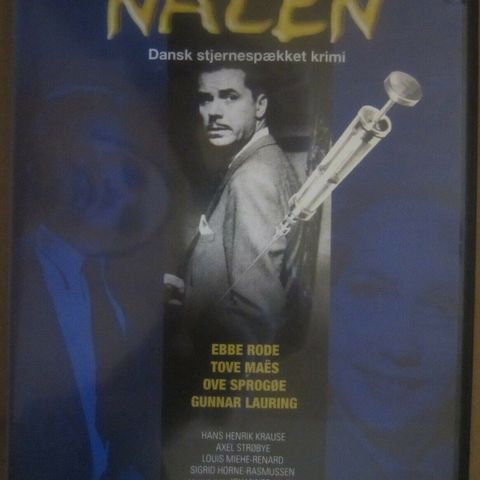 NÅLEN
Dansk stjernespækket krimi
EBBE RODE
TOVE MAËS
OVE SPROGØE
GUNNAR LAURING
HANS HENRIK KRAUSE
AXEL STRØBYE
LOUIS MIEHE-RENARD
SIGRID HORNE-RASMUSSEN